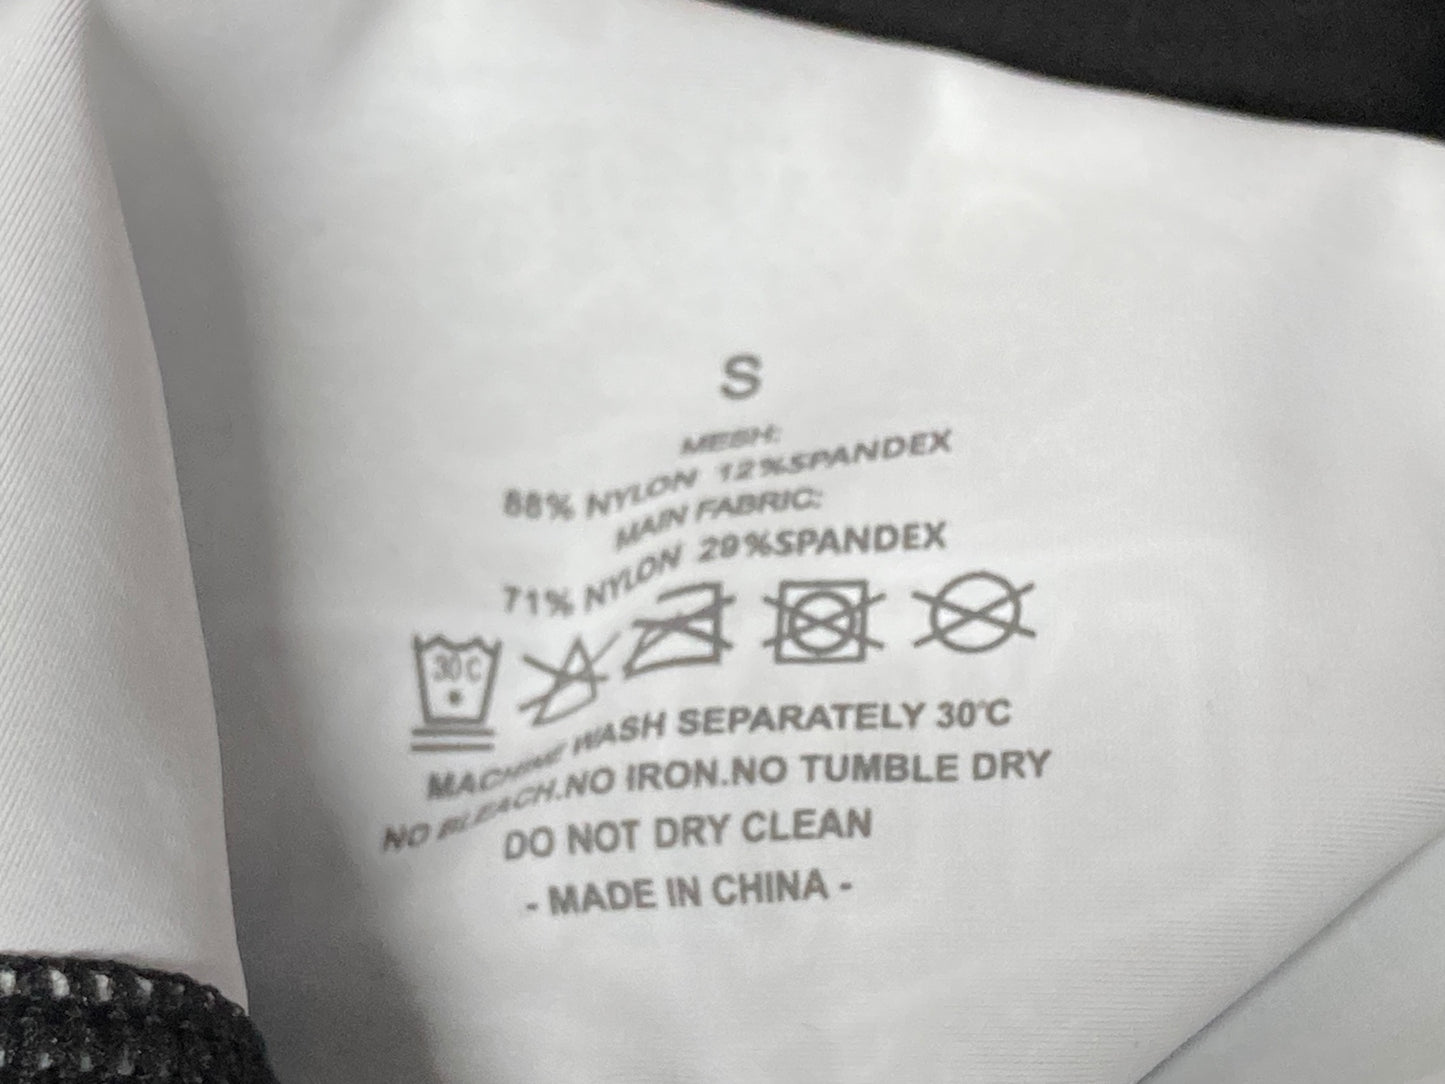 S
MESH:
88% NYLON 12%SPANDEX
MAIN FABRIC:
71% NYLON 29%SPANDEX
30 C
MACHINE WASH SEPARATELY 30°C
NO BLEACH.NO IRON.NO TUMBLE DRY
DO NOT DRY CLEAN
- MADE IN CHINA -